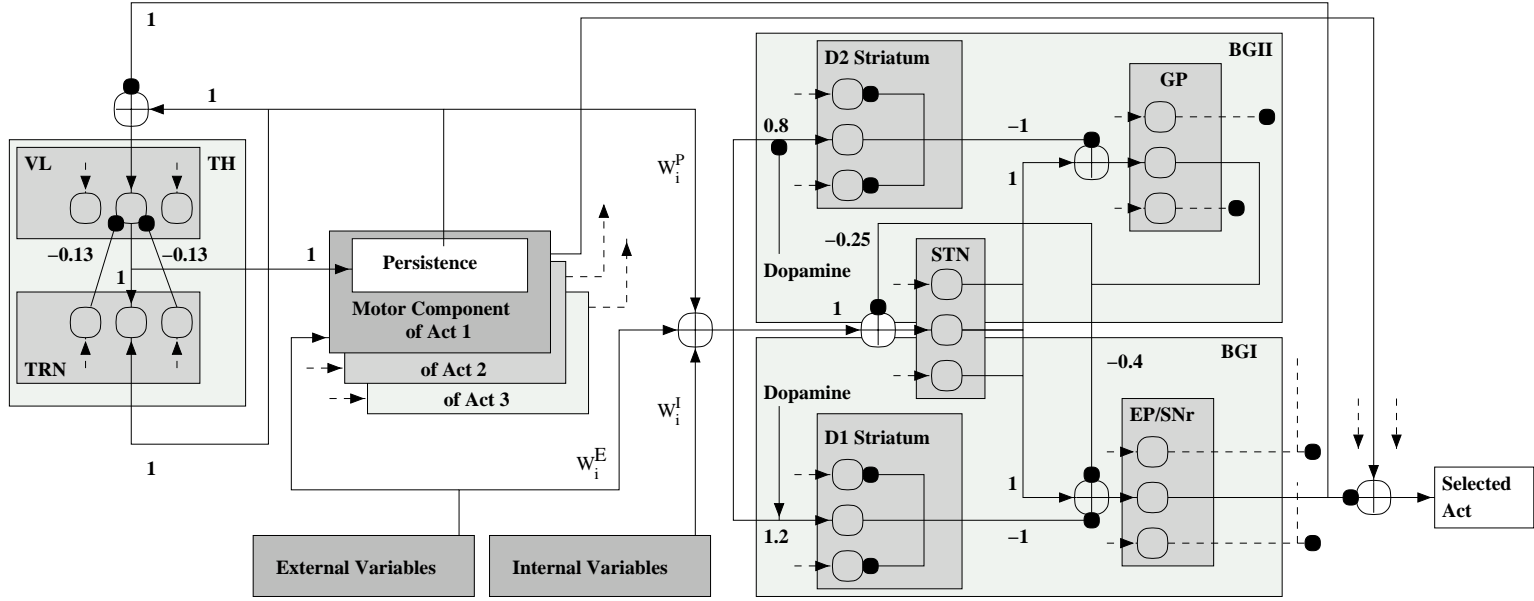 1
1
VL
TH
−0.13
−0.13
1
TRN
1
1
Persistence
Motor Component
of Act 1
of Act 2
of Act 3
External Variables
Internal Variables
W_i^P
W_i^I
W_i^E
BGII
D2 Striatum
0.8
Dopamine
−1
GP
1
−0.25
STN
1
BGI
−0.4
Dopamine
D1 Striatum
1.2
EP/SNr
1
−1
Selected
Act